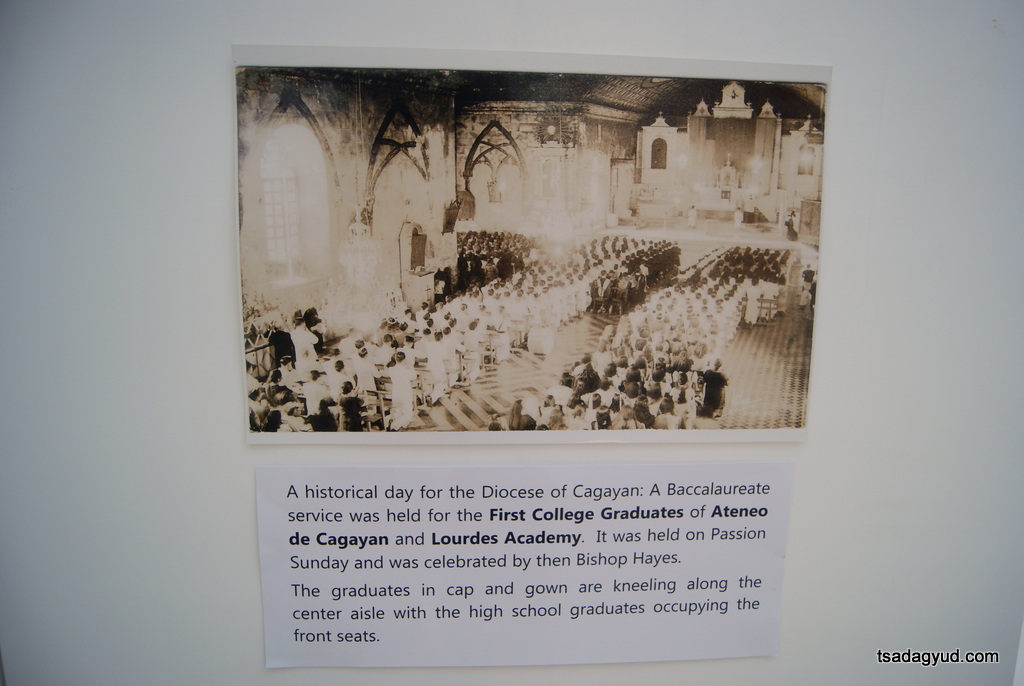 A historical day for the Diocese of Cagayan: A Baccalaureate
service was held for the First College Graduates of Ateneo
de Cagayan and Lourdes Academy. It was held on Passion
Sunday and was celebrated by then Bishop Hayes.
The graduates in cap and gown are kneeling along the
center aisle with the high school graduates occupying the
front seats.
tsadagyud.com